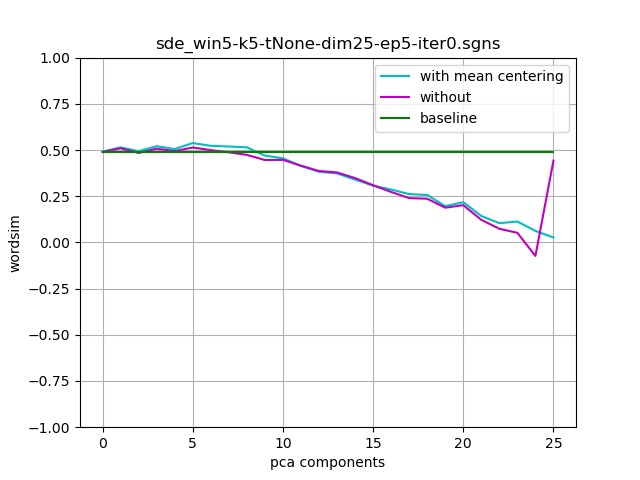 sde_win5-k5-tNone-dim25-ep5-iter0.sgns
with mean centering
without
baseline
1.00
0.75
0.50
0.25
0.00
−0.25
−0.50
−0.75
−1.00
wordsim
0 5 10 15 20 25
pca components